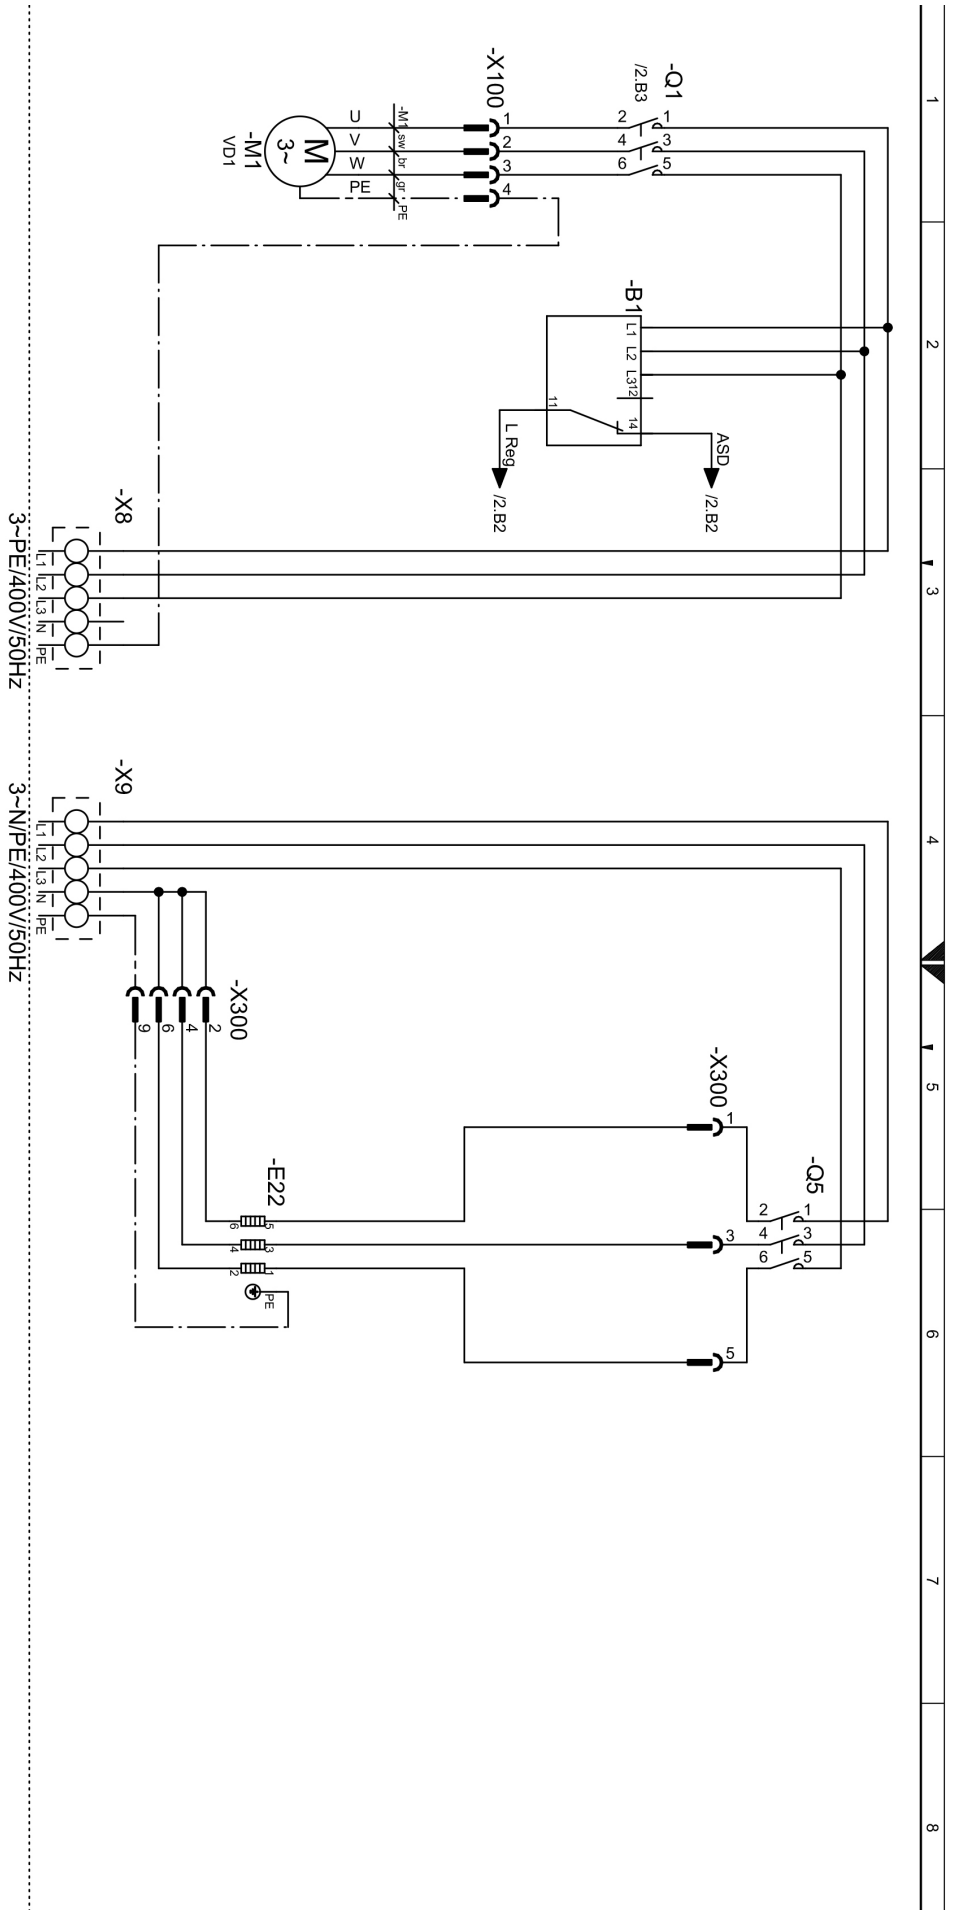 1 2 3 4 5 6 7 8
-Q5
1 3 5
2 4 6
-X300
1 3 5
-Q1
/2.B3
1 3 5
2 4 6
ASD
/2.B2
-B1
L1 L2 L3 12 14
11
L Reg
/2.B2
-X100
1 2 3 4
-M1 sw br gr PE
U V W PE
M
3~
-M1
VD1
-E22
5 3 1 PE
6 4 2
-X300
2 4 6 9
-X8
L1 L2 L3 N PE
3~PE/400V/50Hz
-X9
L1 L2 L3 N PE
3~N/PE/400V/50Hz